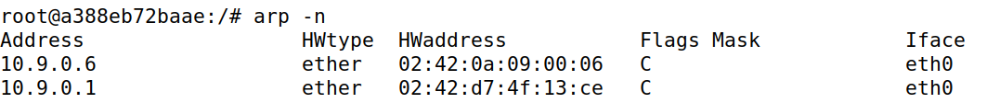 root@a388eb72baae:/# arp -n
Address                  HWtype  HWaddress           Flags Mask            Iface
10.9.0.6                 ether   02:42:0a:09:00:06   C                     eth0
10.9.0.1                 ether   02:42:d7:4f:13:ce   C                     eth0